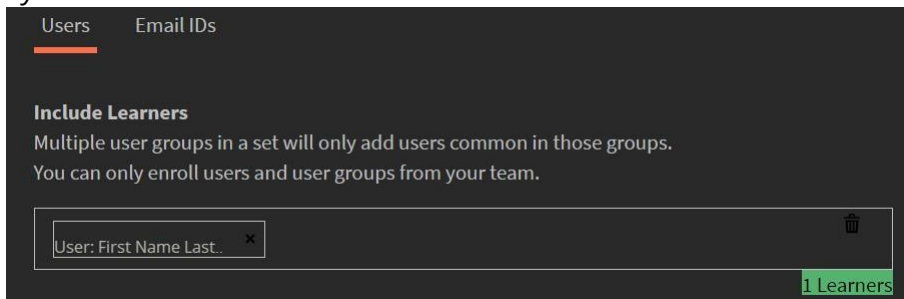 Users Email IDs
Include Learners
Multiple user groups in a set will only add users common in those groups.
You can only enroll users and user groups from your team.
User: First Name Last.. ×
1 Learners